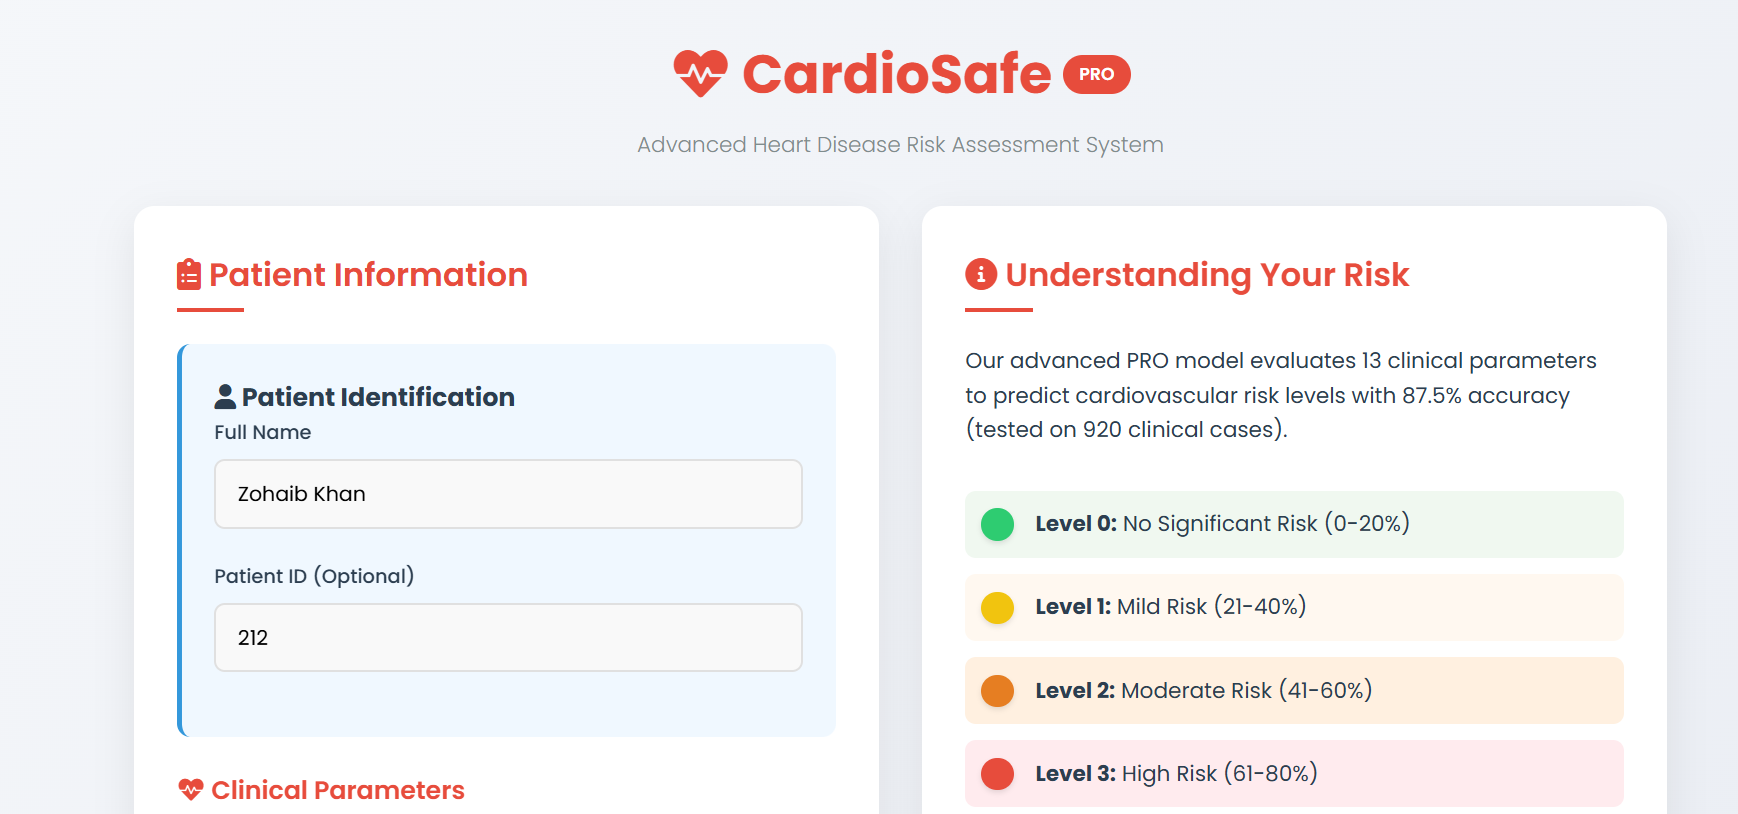 CardioSafe PRO
Advanced Heart Disease Risk Assessment System
Patient Information
Patient Identification
Full Name
Zohaib Khan
Patient ID (Optional)
212
Clinical Parameters
Understanding Your Risk
Our advanced PRO model evaluates 13 clinical parameters
to predict cardiovascular risk levels with 87.5% accuracy
(tested on 920 clinical cases).
Level 0: No Significant Risk (0-20%)
Level 1: Mild Risk (21-40%)
Level 2: Moderate Risk (41-60%)
Level 3: High Risk (61-80%)